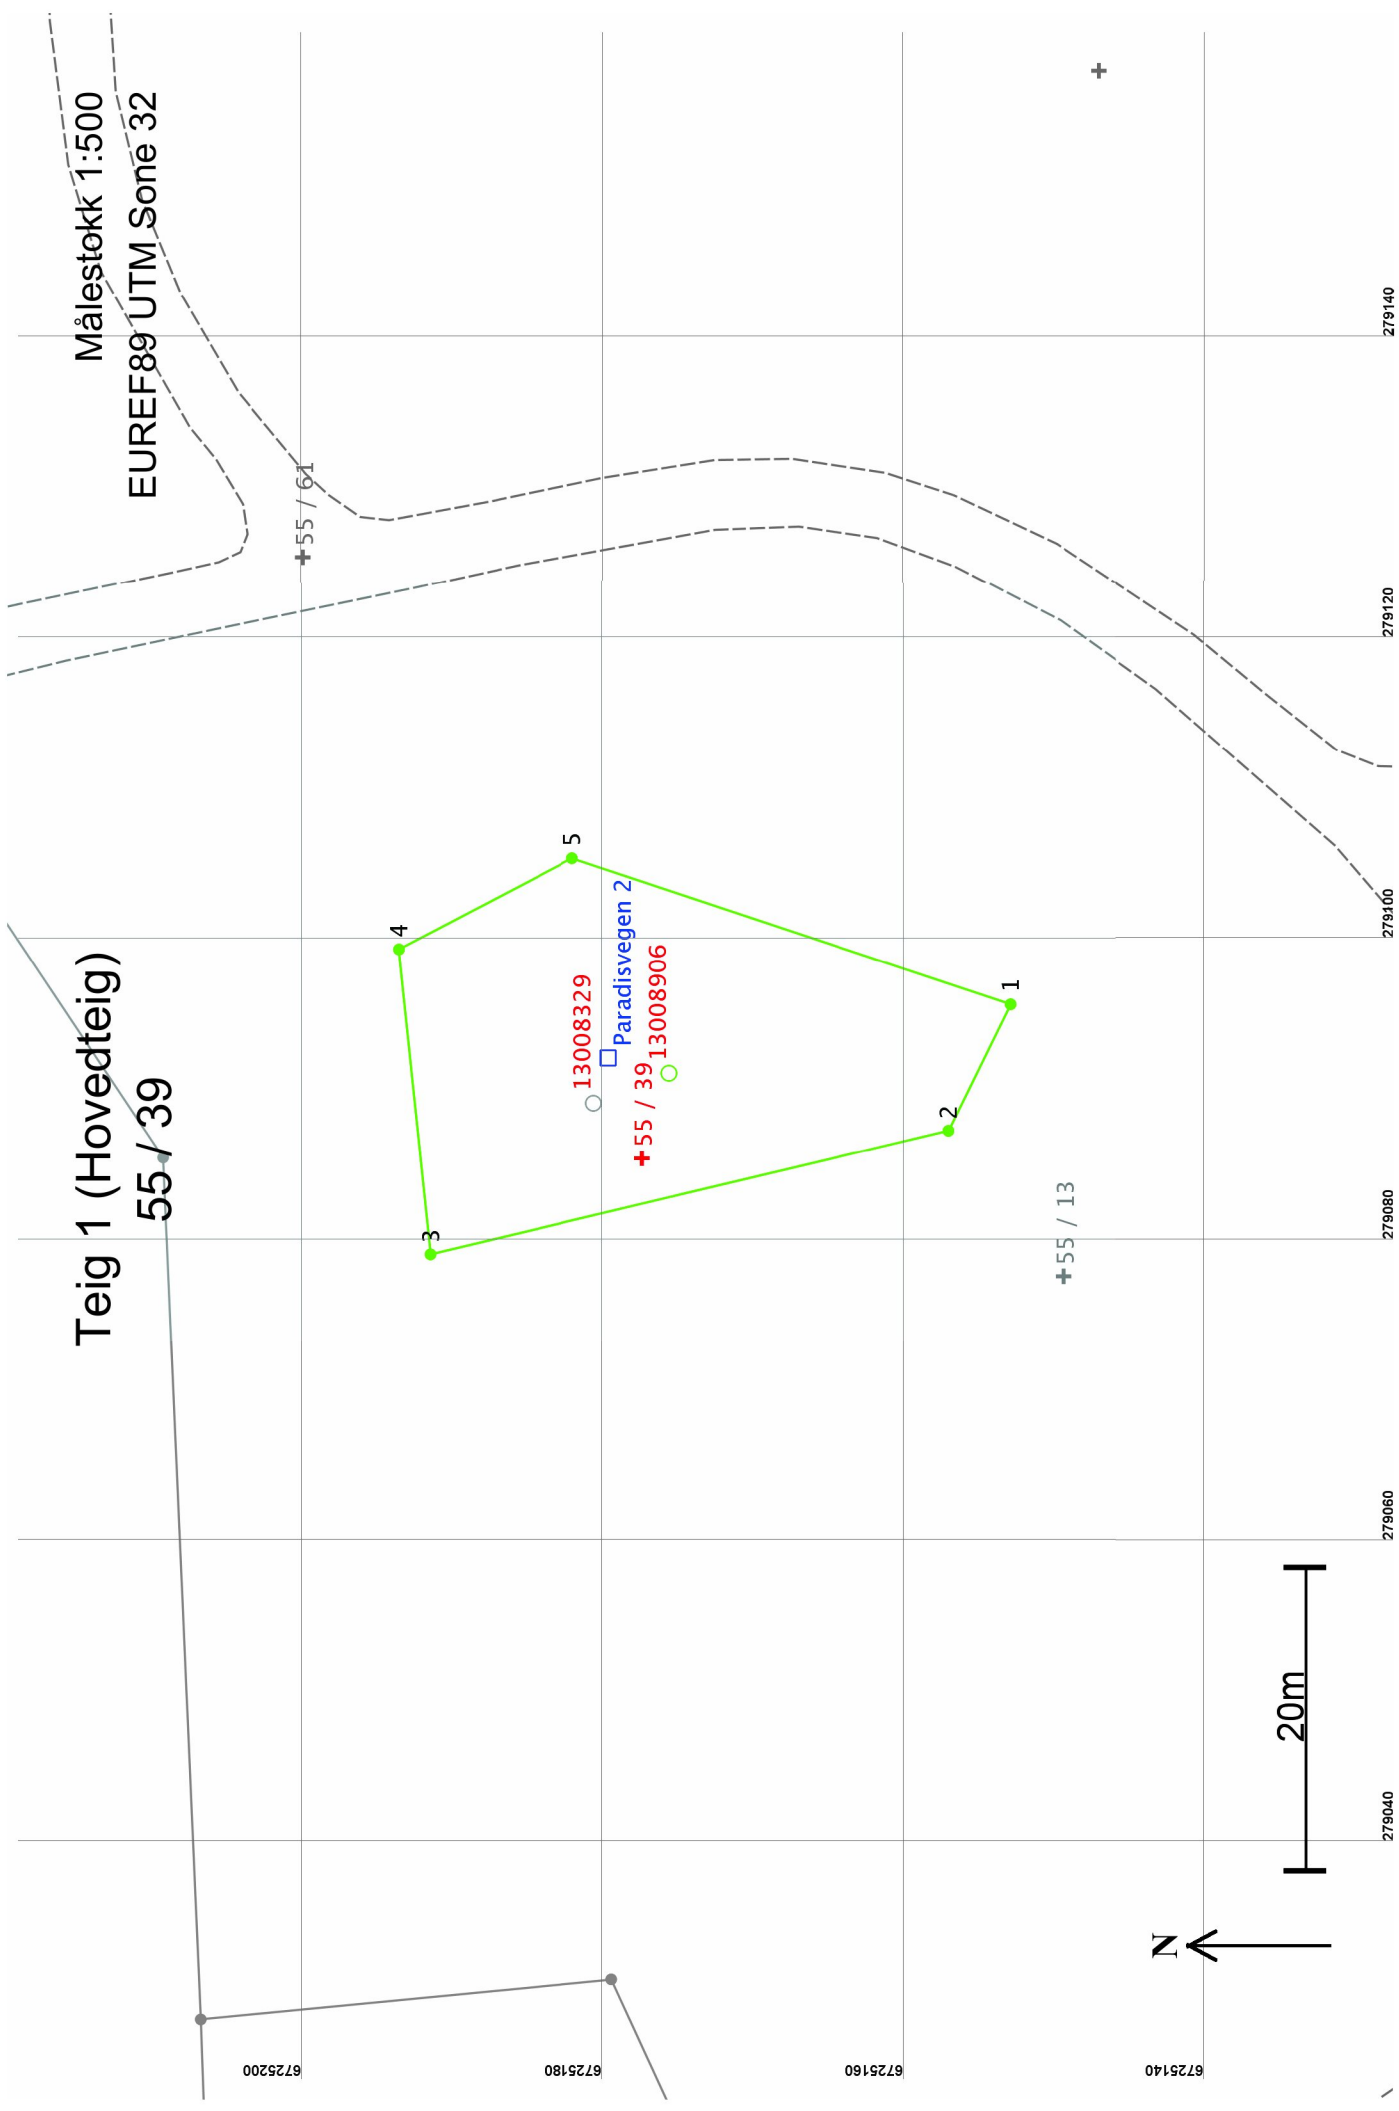 Teig 1 (Hovedteig)
55 / 39
Målestokk 1:500
EUREF89 UTM Sone 32
55 / 61
4
5
3
13008329
Paradisvegen 2
55 / 39
13008906
2
1
55 / 13
N
20m
6725200
6725180
6725160
6725140
279040
279060
279080
279100
279120
279140